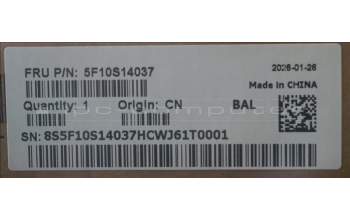 FRU P/N: 5F10S14037
2026-01-26
Made in CHINA
Quantity: 1 Origin: CN BAL
SN: 8S5F10S14037HCWJ61T0001